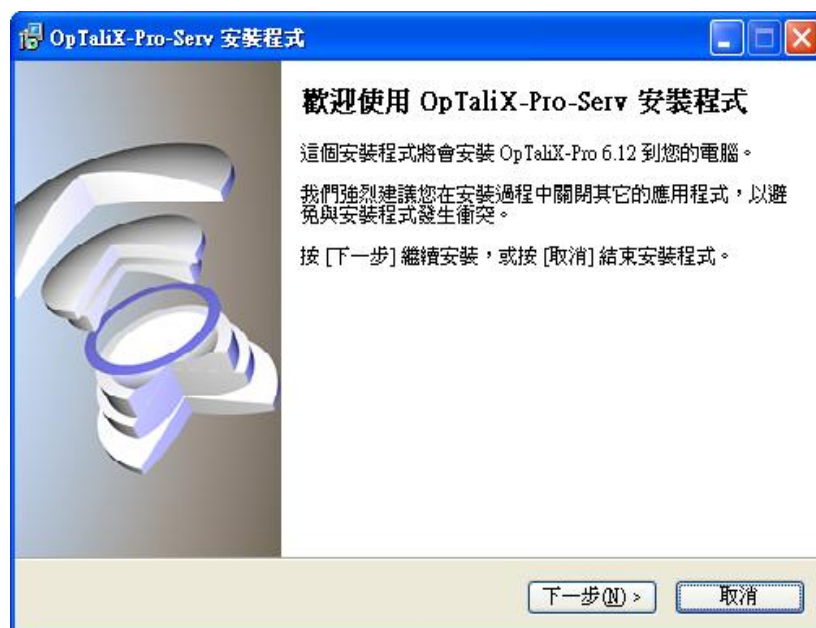 OpTaliX-Pro-Serv 安裝程式
歡迎使用 OpTaliX-Pro-Serv 安裝程式
這個安裝程式將會安裝 OpTaliX-Pro 6.12 到您的電腦。
我們強烈建議您在安裝過程中關閉其它的應用程式，以避
免與安裝程式發生衝突。
按 [下一步] 繼續安裝，或按 [取消] 結束安裝程式。
下一步(N) >
取消